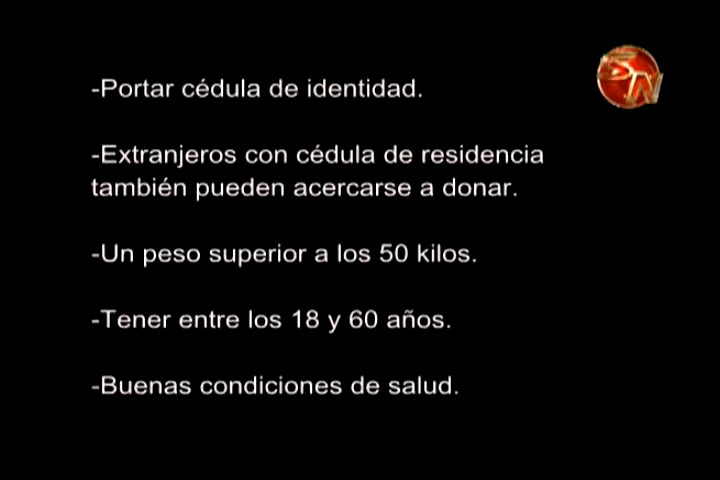 -Portar cédula de identidad.
-Extranjeros con cédula de residencia
también pueden acercarse a donar.
-Un peso superior a los 50 kilos.
-Tener entre los 18 y 60 años.
-Buenas condiciones de salud.